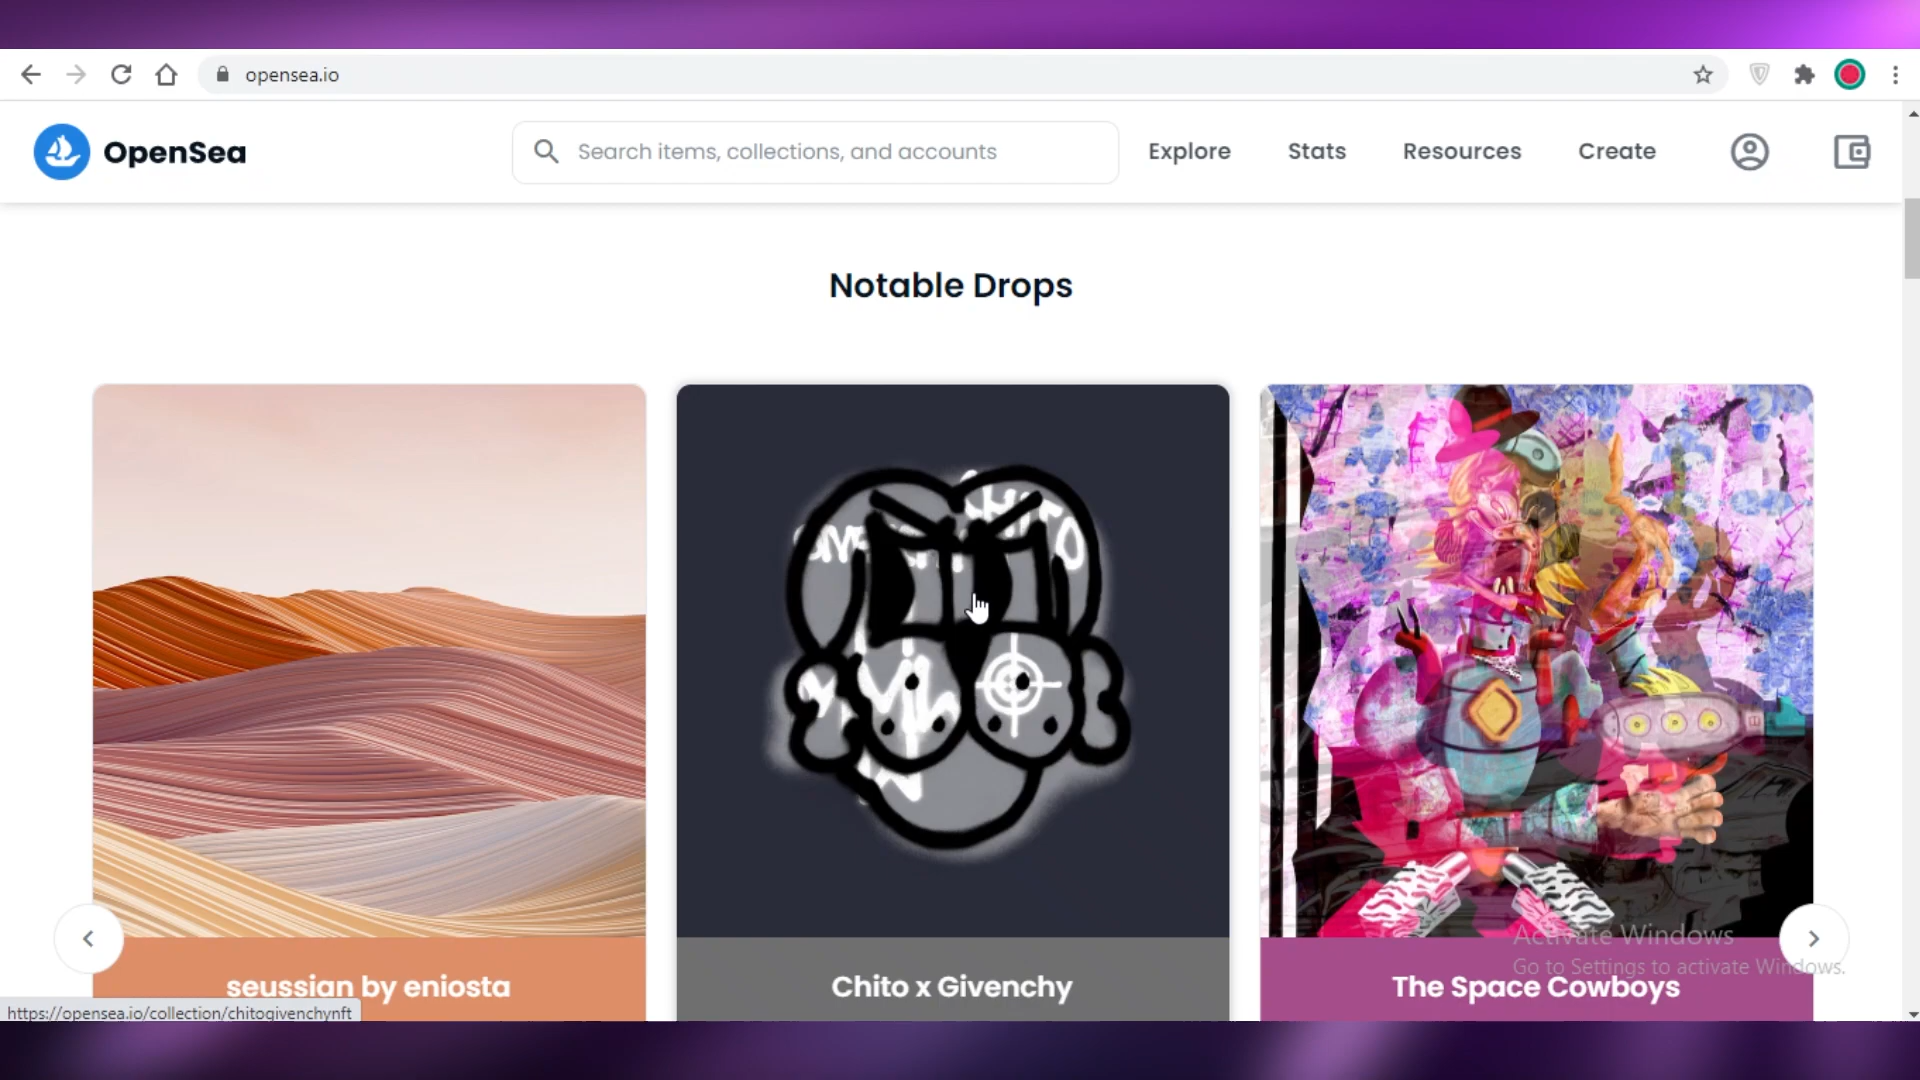 opensea.io
OpenSea
Search items, collections, and accounts
Explore
Stats
Resources
Create
Notable Drops
CHITO
seussian by eniosta
Chito x Givenchy
The Space Cowboys
Activate Windows
Go to Settings to activate Windows.
https://opensea.io/collection/chitogivenchynft